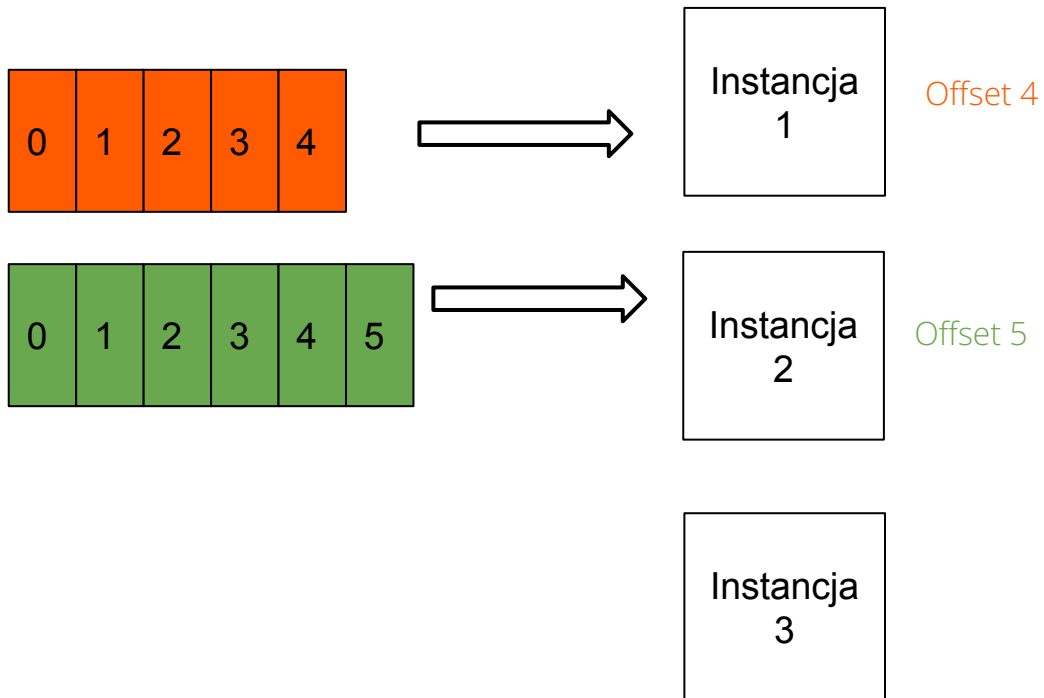 0 1 2 3 4
Instancja
1
Offset 4
0 1 2 3 4 5
Instancja
2
Offset 5
Instancja
3